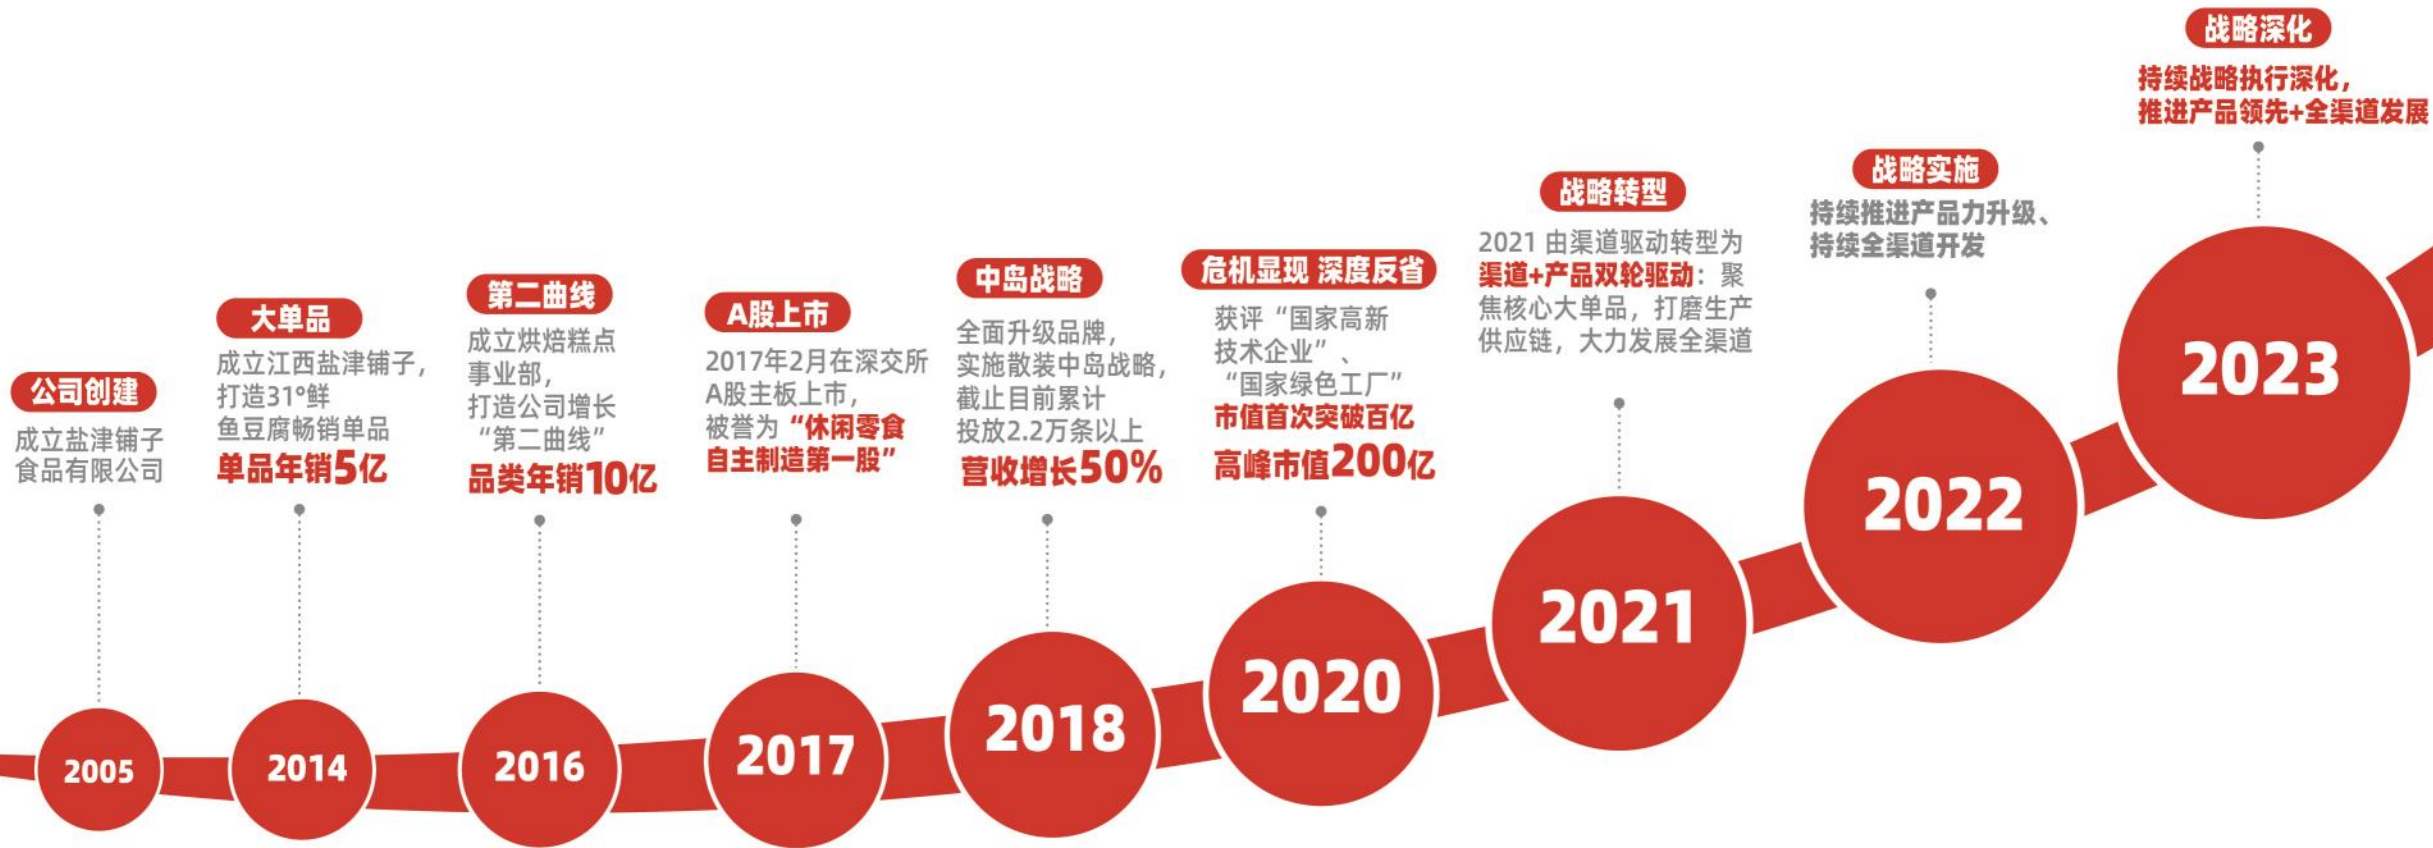 公司创建
成立盐津铺子
食品有限公司
2005
大单品
成立江西盐津铺子，
打造31°鲜
鱼豆腐畅销单品
单品年销5亿
2014
第二曲线
成立烘焙糕点
事业部，
打造公司增长
“第二曲线”
品类年销10亿
2016
A股上市
2017年2月在深交所
A股主板上市，
被誉为“休闲零食
自主制造第一股”
2017
中岛战略
全面升级品牌，
实施散装中岛战略，
截止目前累计
投放2.2万条以上
营收增长50%
2018
危机显现 深度反省
获评“国家高新
技术企业”、
“国家绿色工厂”
市值首次突破百亿
高峰市值200亿
2020
战略转型
2021 由渠道驱动转型为
渠道+产品双轮驱动：聚
焦核心大单品，打磨生产
供应链，大力发展全渠道
2021
战略实施
持续推进产品力升级、
持续全渠道开发
2022
战略深化
持续战略执行深化，
推进产品领先+全渠道发展
2023